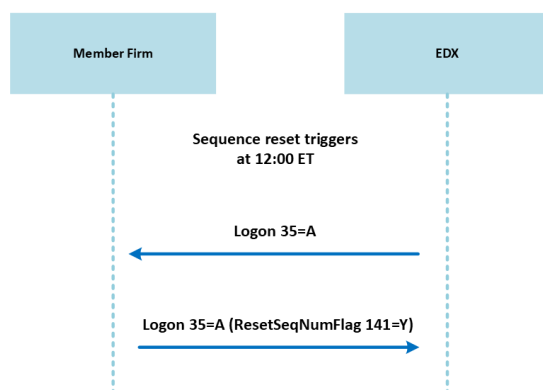 Member Firm
EDX
Sequence reset triggers
at 12:00 ET
Logon 35=A
Logon 35=A (ResetSeqNumFlag 141=Y)